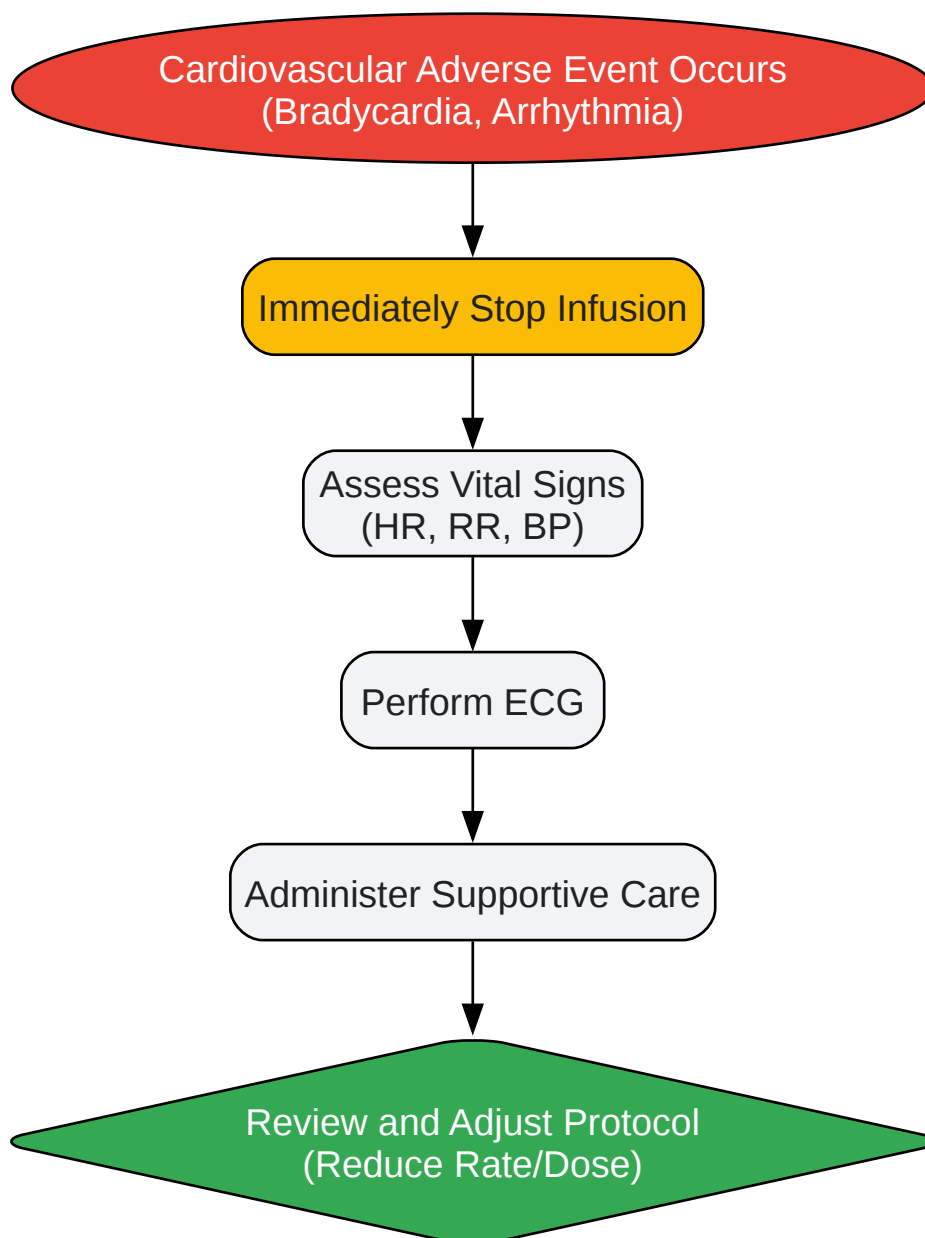 Cardiovascular Adverse Event Occurs
(Bradycardia, Arrhythmia)
Immediately Stop Infusion
Assess Vital Signs
(HR, RR, BP)
Perform ECG
Administer Supportive Care
Review and Adjust Protocol
(Reduce Rate/Dose)